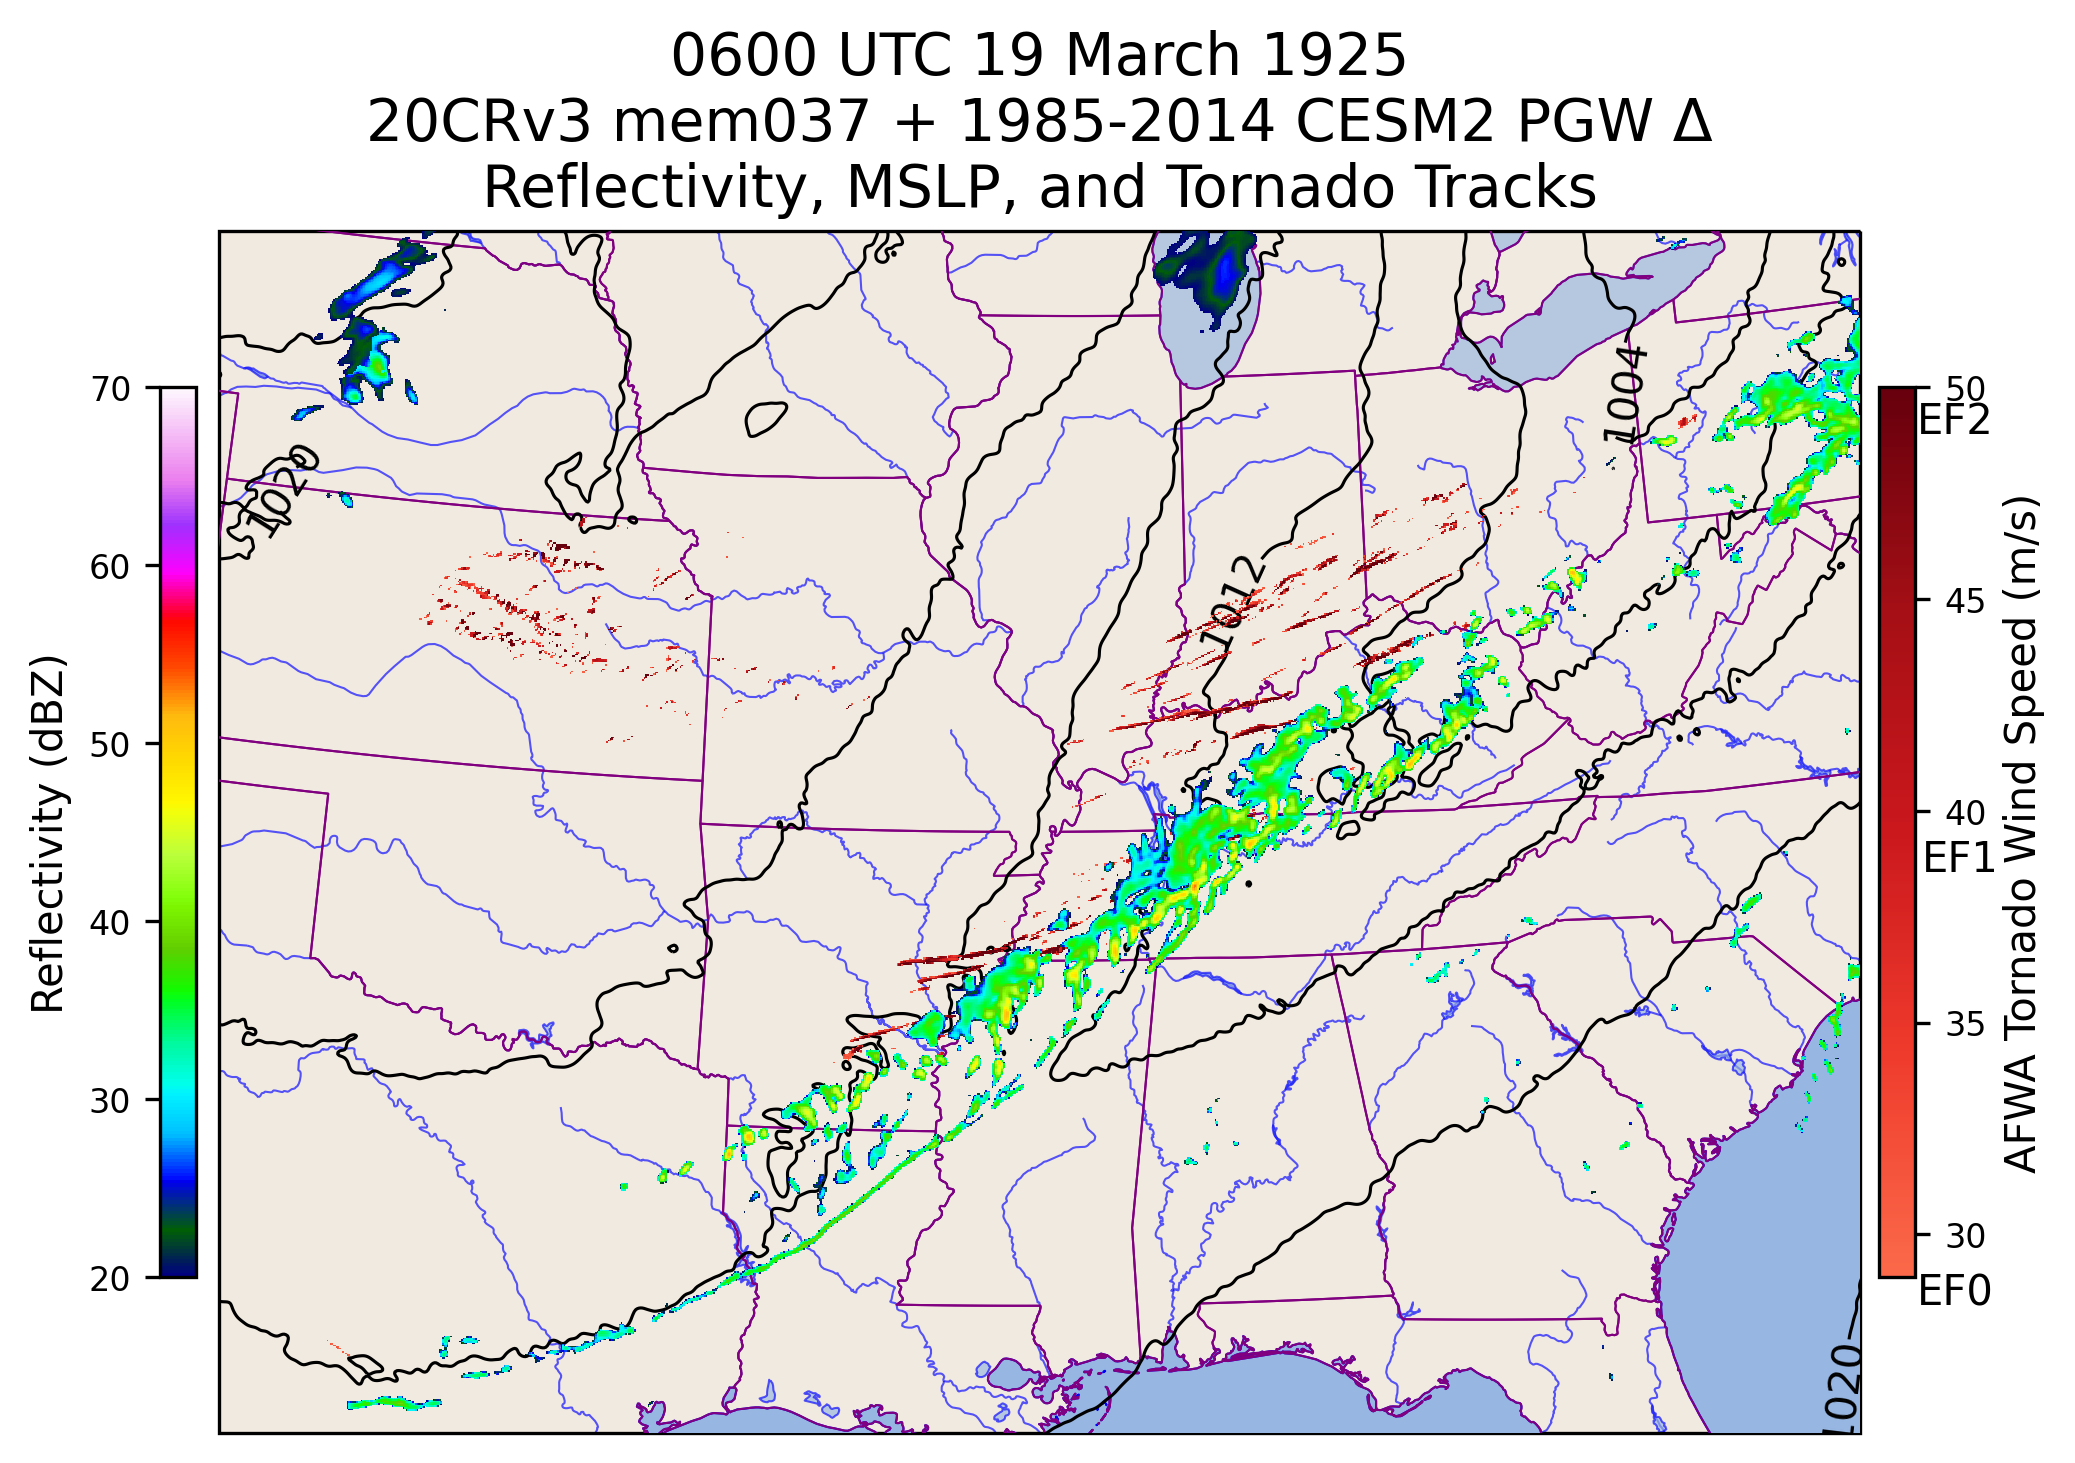 0600 UTC 19 March 1925
20CRv3 mem037 + 1985-2014 CESM2 PGW Δ
Reflectivity, MSLP, and Tornado Tracks
Reflectivity (dBZ)
70
60
50
40
30
20
1020
1012
1004
1020
50
EF2
45
40
EF1
35
30
EF0
AFWA Tornado Wind Speed (m/s)